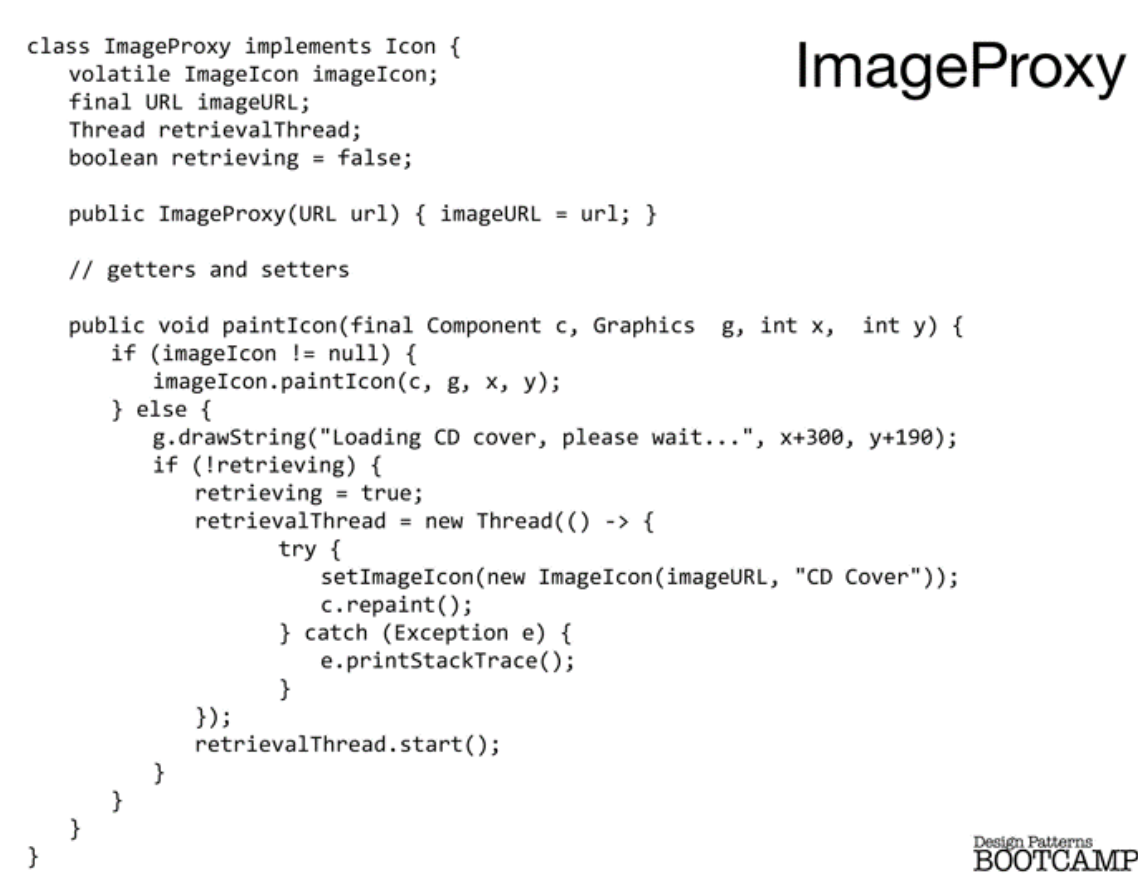 ImageProxy
class ImageProxy implements Icon {
   volatile ImageIcon imageIcon;
   final URL imageURL;
   Thread retrievalThread;
   boolean retrieving = false;

   public ImageProxy(URL url) { imageURL = url; }

   // getters and setters

   public void paintIcon(final Component c, Graphics  g, int x,  int y) {
      if (imageIcon != null) {
         imageIcon.paintIcon(c, g, x, y);
      } else {
         g.drawString("Loading CD cover, please wait...", x+300, y+190);
         if (!retrieving) {
            retrieving = true;
            retrievalThread = new Thread(() -> {
                  try {
                     setImageIcon(new ImageIcon(imageURL, "CD Cover"));
                     c.repaint();
                  } catch (Exception e) {
                     e.printStackTrace();
                  }
            });
            retrievalThread.start();
         }
      }
   }
}
Design Patterns
BOOTCAMP